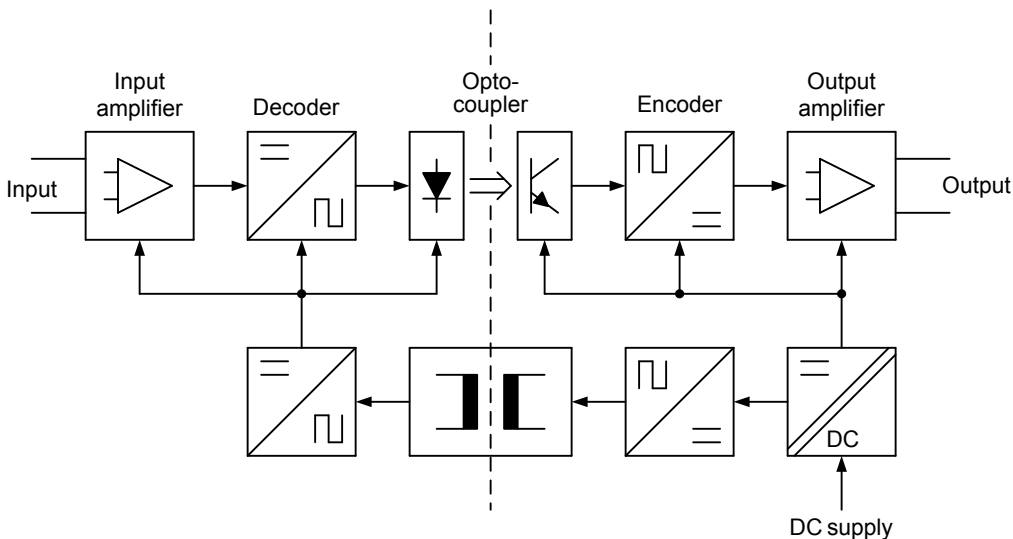 Input
amplifier
Decoder
Opto-
coupler
Encoder
Output
amplifier
Input
Output
DC
DC supply